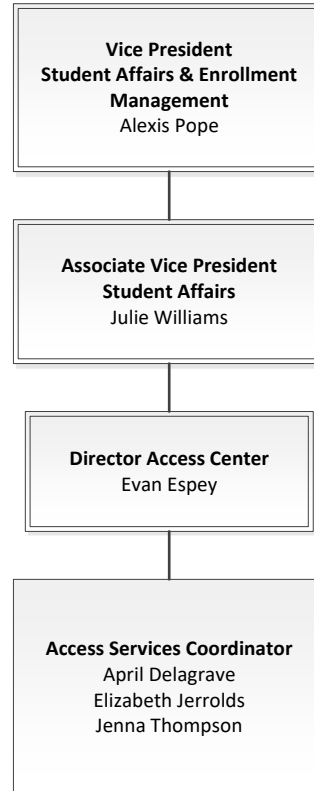 Vice President
Student Affairs & Enrollment
Management
Alexis Pope
Associate Vice President
Student Affairs
Julie Williams
Director Access Center
Evan Espey
Access Services Coordinator
April Delagrave
Elizabeth Jerrolds
Jenna Thompson